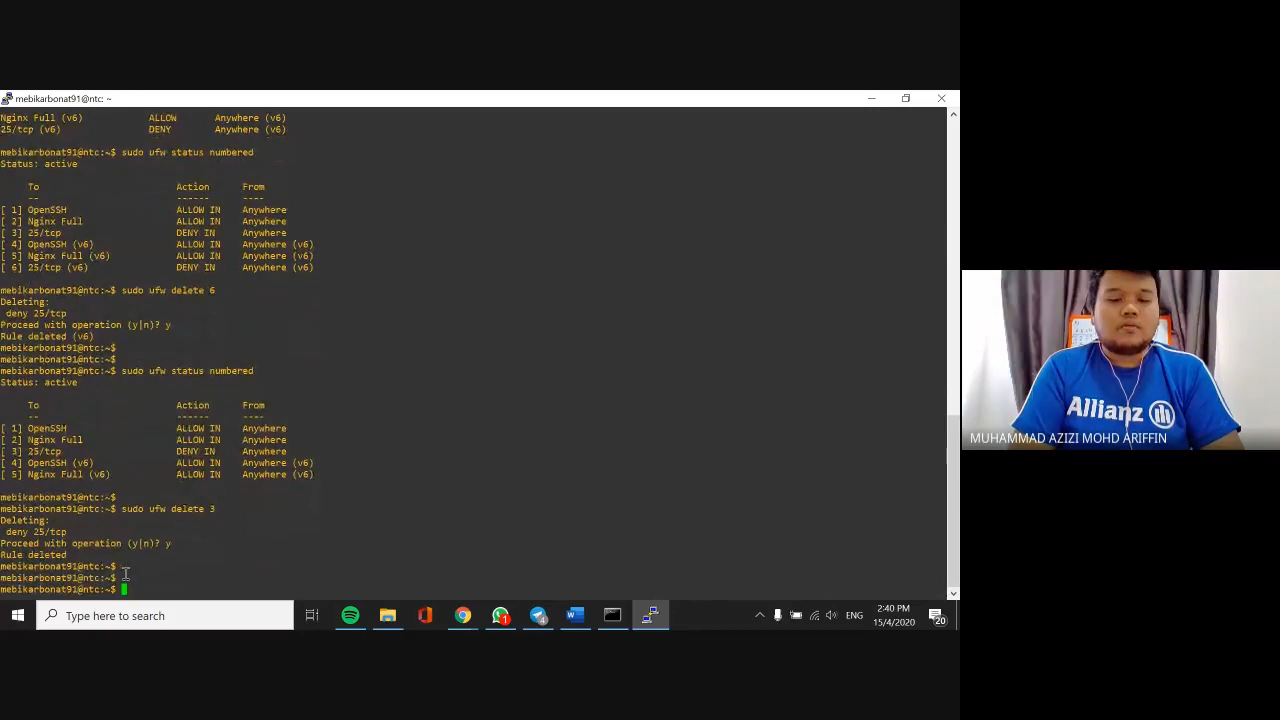 mebikarbonat91@ntc: ~
Nginx Full (v6) ALLOW Anywhere (v6)
25/tcp (v6) DENY Anywhere (v6)
mebikarbonat91@ntc:~$ sudo ufw status numbered
Status: active
To Action From
-- ------ ----
[ 1] OpenSSH ALLOW IN Anywhere
[ 2] Nginx Full ALLOW IN Anywhere
[ 3] 25/tcp DENY IN Anywhere
[ 4] OpenSSH (v6) ALLOW IN Anywhere (v6)
[ 5] Nginx Full (v6) ALLOW IN Anywhere (v6)
[ 6] 25/tcp (v6) DENY IN Anywhere (v6)
mebikarbonat91@ntc:~$ sudo ufw delete 6
Deleting:
deny 25/tcp
Proceed with operation (y|n)? y
Rule deleted (v6)
mebikarbonat91@ntc:~$
mebikarbonat91@ntc:~$
mebikarbonat91@ntc:~$ sudo ufw status numbered
Status: active
To Action From
-- ------ ----
[ 1] OpenSSH ALLOW IN Anywhere
[ 2] Nginx Full ALLOW IN Anywhere
[ 3] 25/tcp DENY IN Anywhere
[ 4] OpenSSH (v6) ALLOW IN Anywhere (v6)
[ 5] Nginx Full (v6) ALLOW IN Anywhere (v6)
mebikarbonat91@ntc:~$
mebikarbonat91@ntc:~$ sudo ufw delete 3
Deleting:
deny 25/tcp
Proceed with operation (y|n)? y
Rule deleted
mebikarbonat91@ntc:~$
mebikarbonat91@ntc:~$
mebikarbonat91@ntc:~$
Type here to search
1
4
ENG
2:40 PM
15/4/2020
20
Allianz
MUHAMMAD AZIZI MOHD ARIFFIN